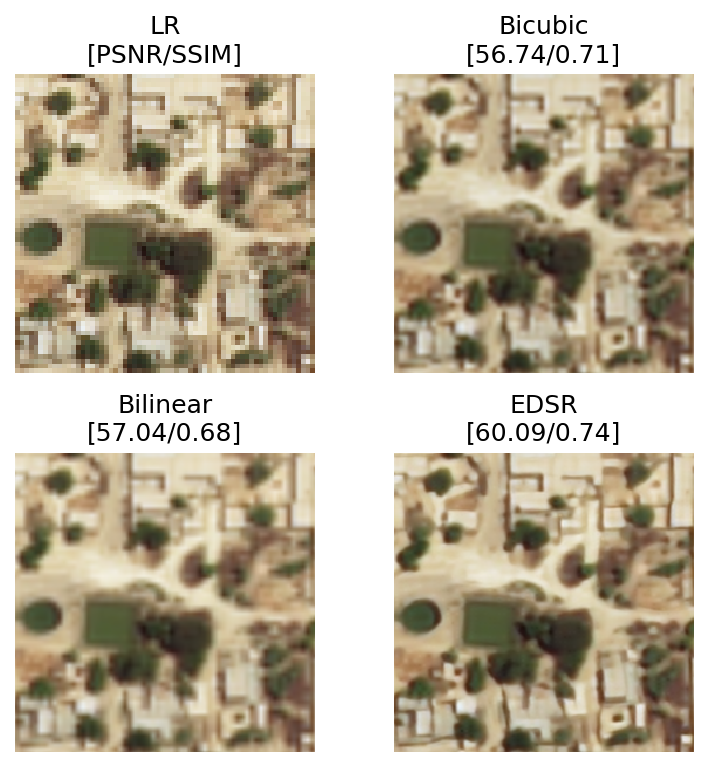 LR
[PSNR/SSIM]
Bicubic
[56.74/0.71]
Bilinear
[57.04/0.68]
EDSR
[60.09/0.74]